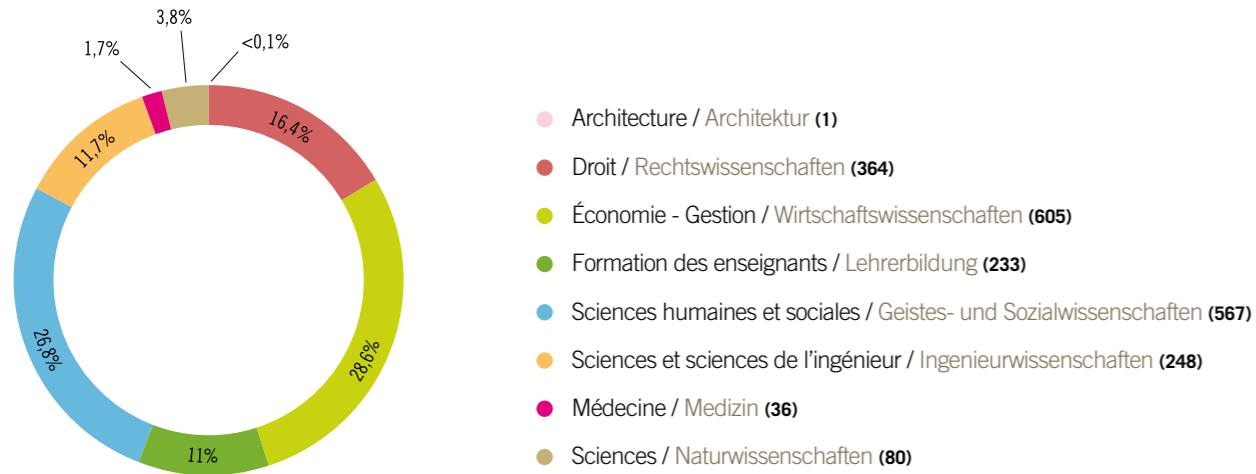 3,8%
1,7%
<0,1%
16,4%
11,7%
26,8%
28,6%
11%
Architecture / Architektur (1)
Droit / Rechtswissenschaften (364)
Économie - Gestion / Wirtschaftswissenschaften (605)
Formation des enseignants / Lehrerbildung (233)
Sciences humaines et sociales / Geistes- und Sozialwissenschaften (567)
Sciences et sciences de l'ingénieur / Ingenieurwissenschaften (248)
Médecine / Medizin (36)
Sciences / Naturwissenschaften (80)